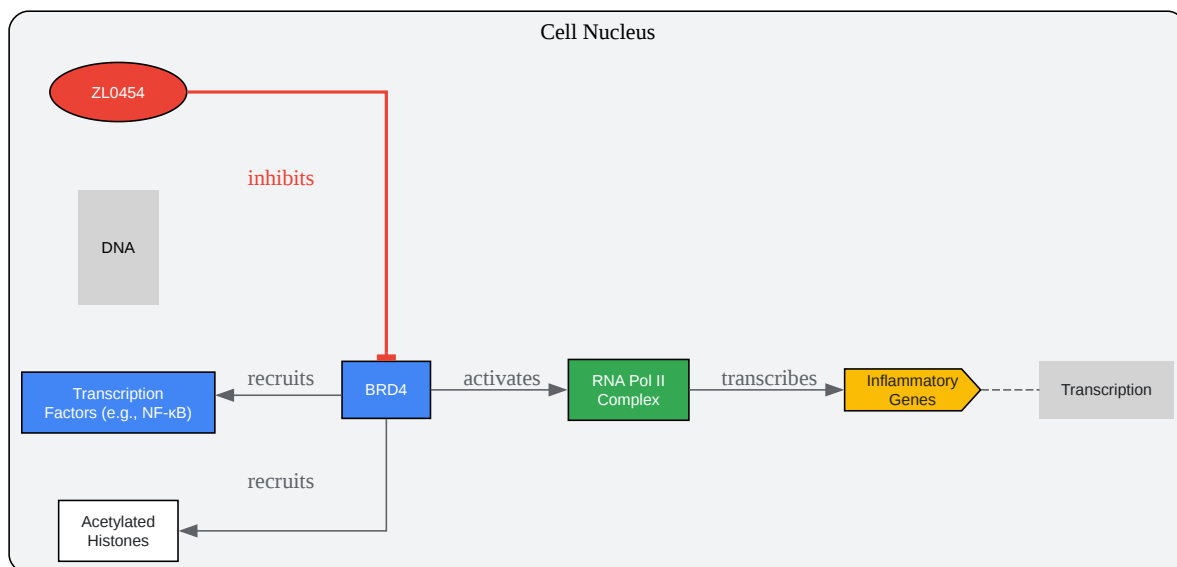 Cell Nucleus
ZL0454
inhibits
DNA
Transcription
Factors (e.g., NF-κB)
recruits
BRD4
activates
RNA Pol II
Complex
transcribes
Inflammatory
Genes
Transcription
recruits
Acetylated
Histones